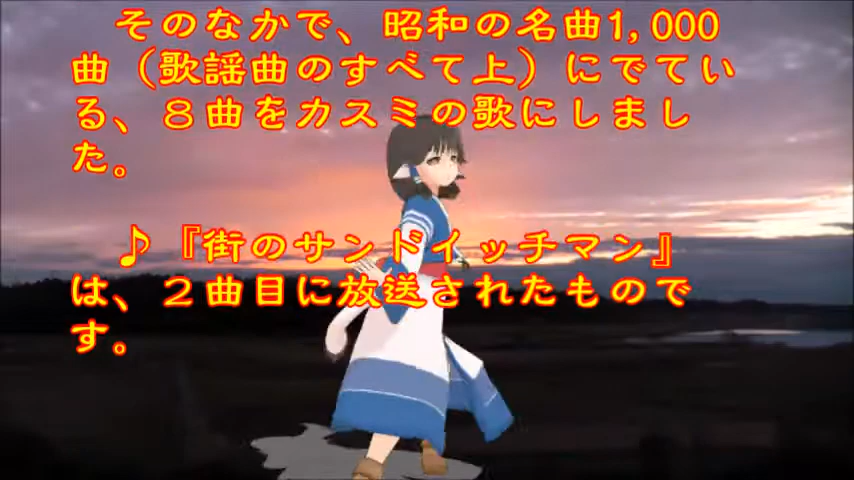 そのなかで、昭和の名曲1,000
曲（歌謡曲のすべて上）にでてい
る、８曲をカスミの歌にしまし
た。
♪『街のサンドイッチマン』
は、２曲目に放送されたもので
す。